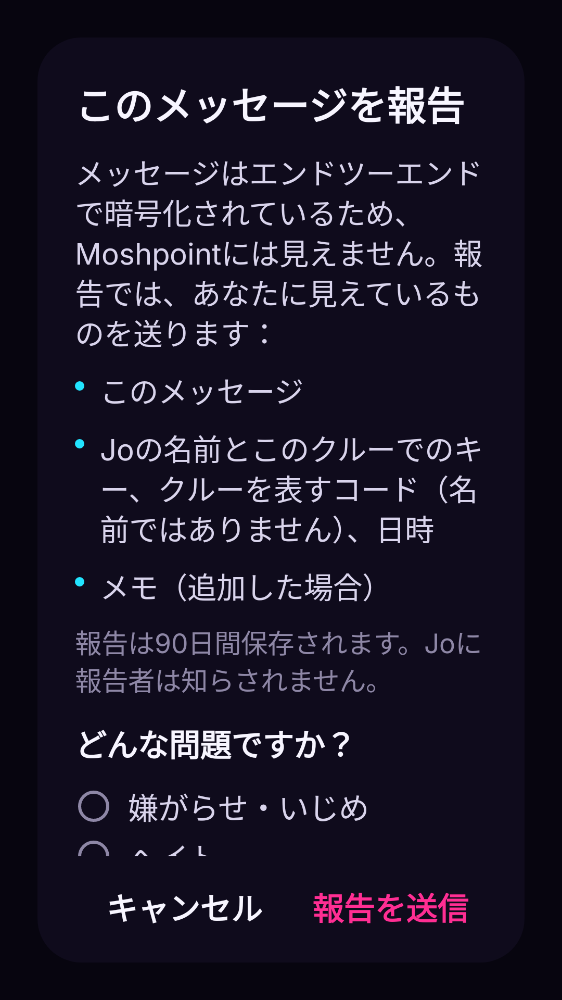 このメッセージを報告
メッセージはエンドツーエンド
で暗号化されているため、
Moshpointには見えません。報
告では、あなたに見えているも
のを送ります：
• このメッセージ
• Joの名前とこのクルーでのキ
ー、クルーを表すコード（名
前ではありません）、日時
• メモ（追加した場合）
報告は90日間保存されます。Joに
報告者は知らされません。
どんな問題ですか？
嫌がらせ・いじめ
キャンセル 報告を送信